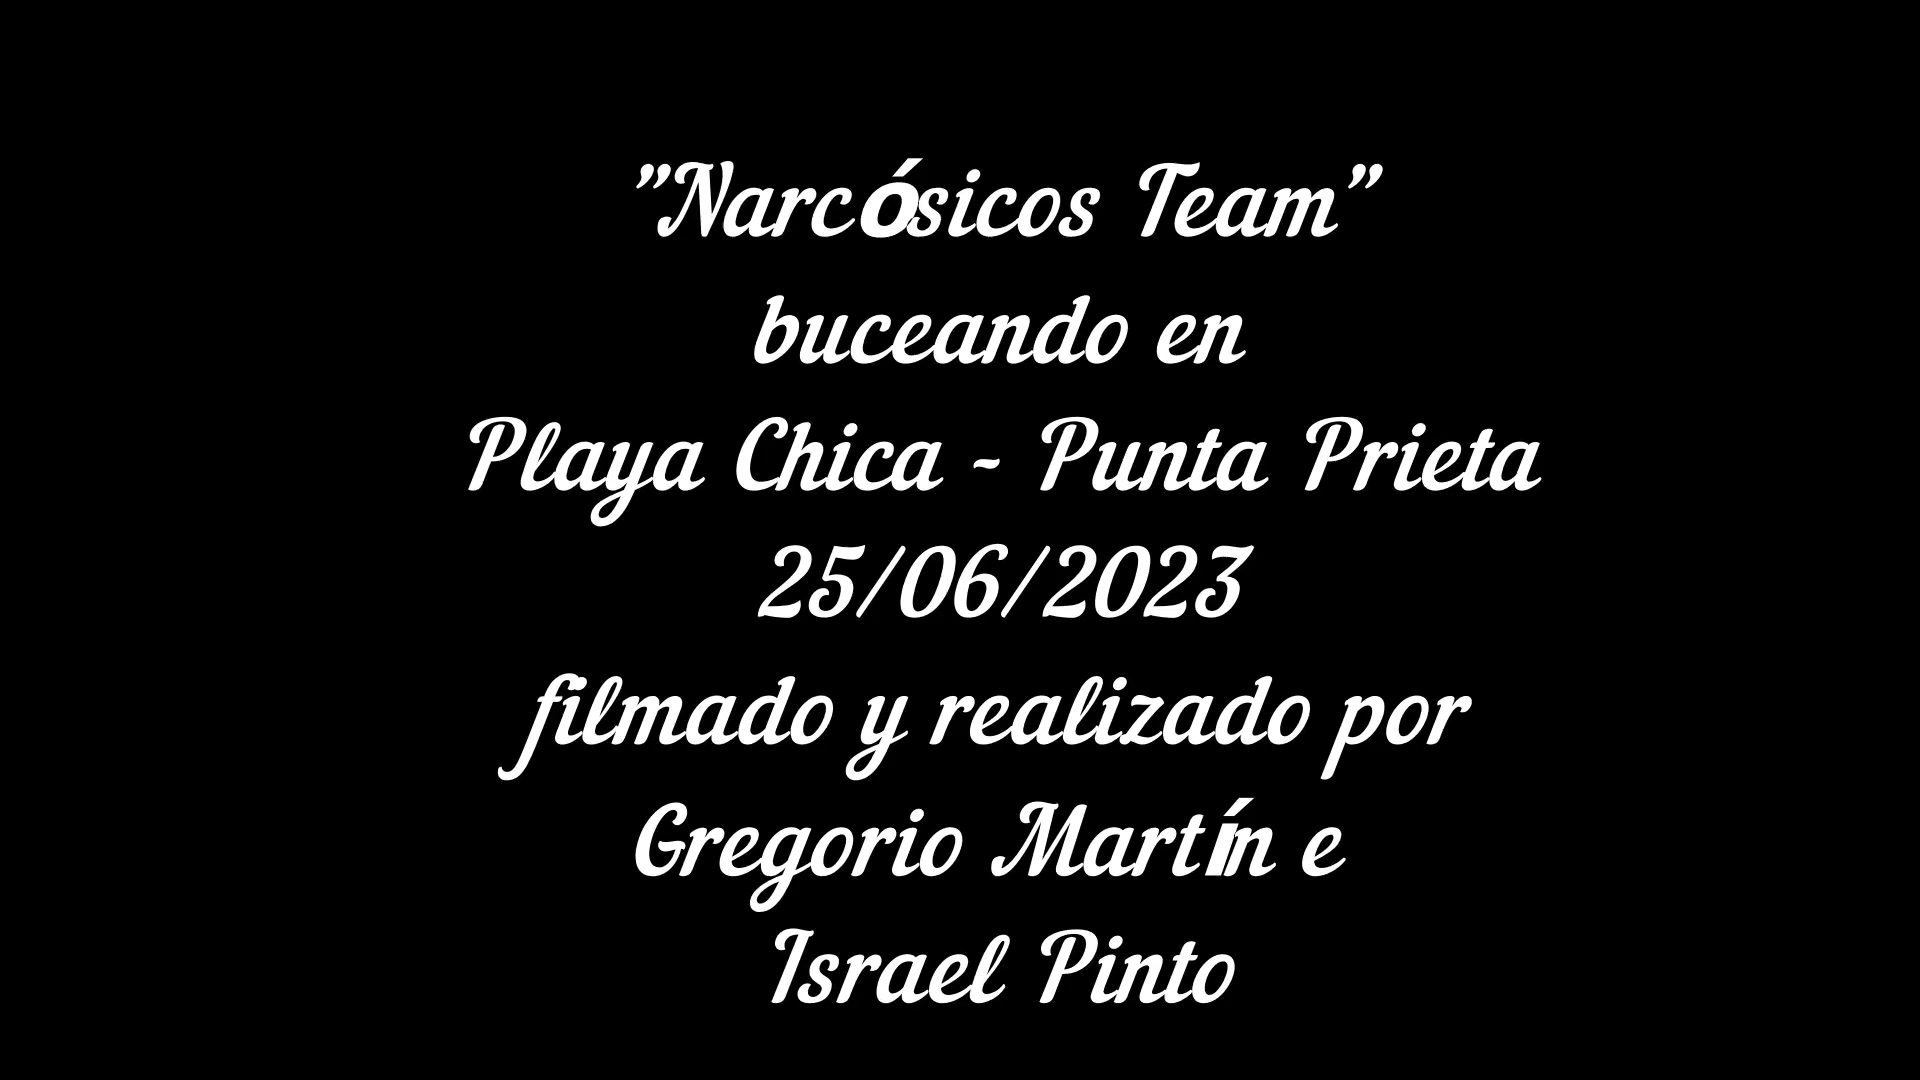 "Narcósicos Team"
buceando en
Playa Chica - Punta Prieta
25/06/2023
filmado y realizado por
Gregorio Martín e
Israel Pinto